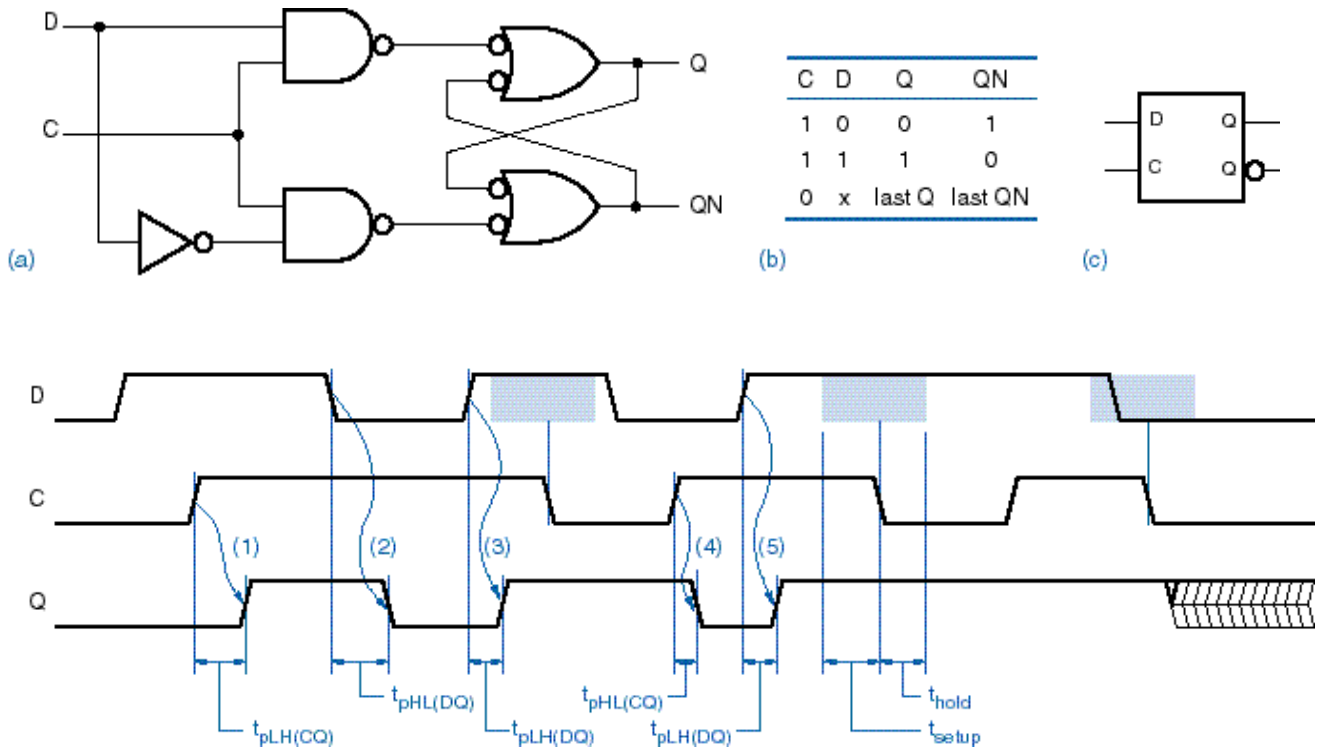 D
C
Q
QN
(a)
C D Q QN
1 0 0 1
1 1 1 0
0 x last Q last QN
(b)
D Q
C Q
(c)
D
C
(1) (2) (3) (4) (5)
Q
tpHL(DQ) tpHL(CQ) thold
tpLH(CQ) tpLH(DQ) tpLH(DQ) tsetup